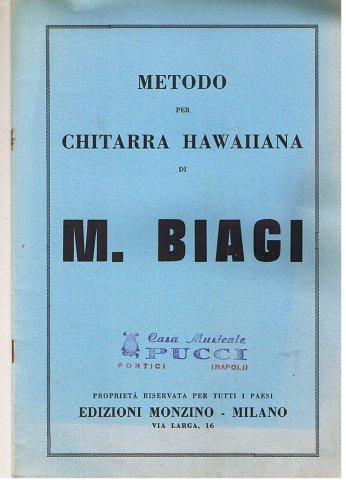 METODO
PER
CHITARRA HAWAIIANA
DI
M. BIAGI
Casa Musicale
PUCCI
PORTICI (NAPOLI)
PROPRIETÀ RISERVATA PER TUTTI I PAESI
EDIZIONI MONZINO - MILANO
VIA LARGA, 16